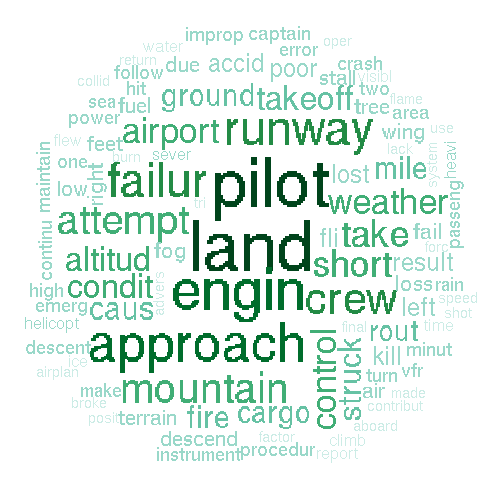 improp captain
water error oper
return due accid poor crash
follow stall visibl
collid hit two
sea fuel ground takeoff tree flame
power airport runway area
flew feet wing use
one burn sever lack
maintain low right failur pilot lost mile system heavi
tri weather
attempt land fli take fail passeng
continu fog
altitud short result
high condit advers engin crew loss rain
emerg caus left speed
helicopt shot
descent approach control final rout time
ice struck kill minut
airplan mountain turn vfr
make air made
broke fire cargo contribut
posit terrain aboard
descend factor climb
instrument procedur report
forc